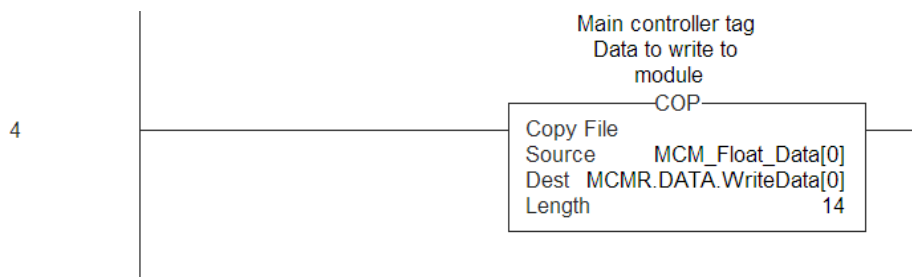 Main controller tag
Data to write to
module
COP
4
Copy File
Source MCM_Float_Data[0]
Dest MCMR.DATA.WriteData[0]
Length 14